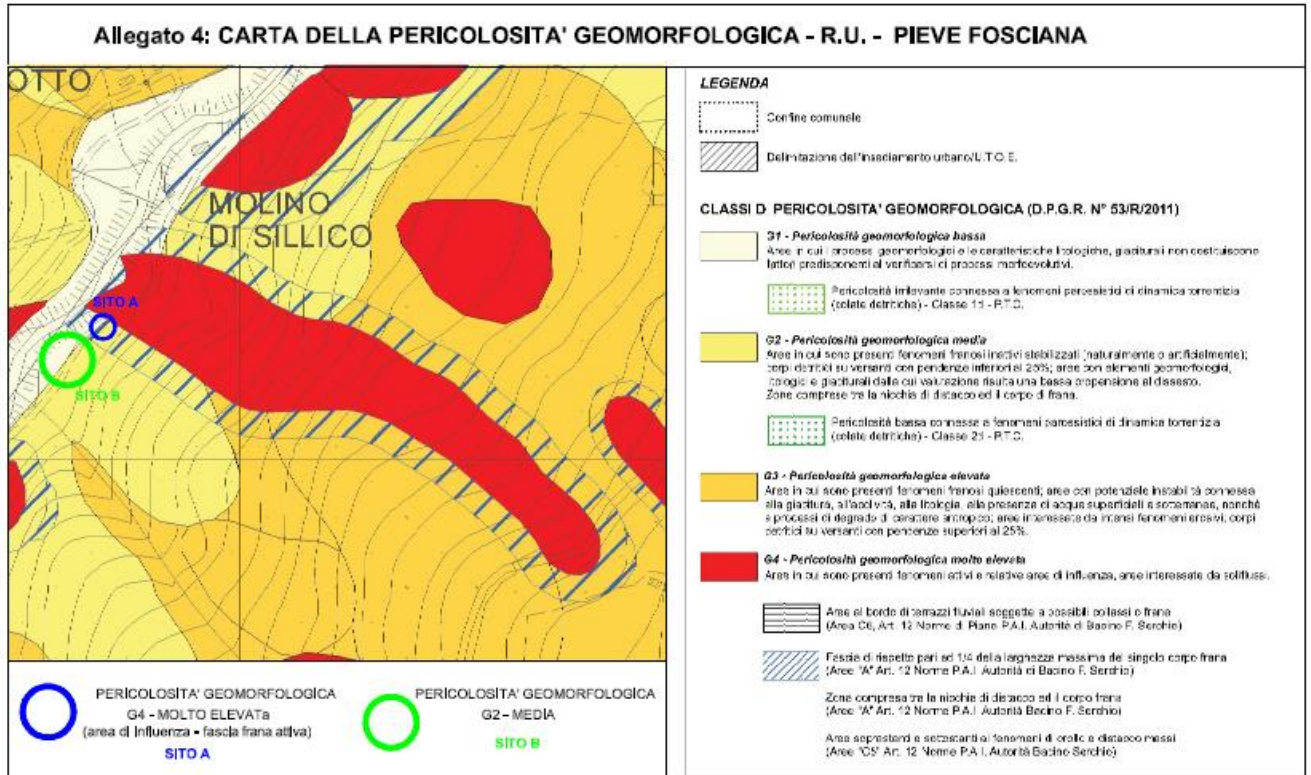 Allegato 4: CARTA DELLA PERICOLOSITA' GEOMORFOLOGICA - R.U. - PIEVE FOSCIANA
OTTO
MOLINO
DI SILLICO
SITO A
SITO B
PERICOLOSITA' GEOMORFOLOGICA
G4 - MOLTO ELEVATa
(area di influenza - fascia frana attiva)
SITO A
PERICOLOSITA' GEOMORFOLOGICA
G2 - MEDIA
SITO B
LEGENDA
Confine comunale
Delimitazione dell'insediamento urbano/U.T.O.E.
CLASSI D PERICOLOSITA' GEOMORFOLOGICA (D.P.G.R. N° 53/R/2011)
G1 - Pericolosità geomorfologica bassa
Aree in cui i processi geomorfologici e le caratteristiche litologiche, giaciturali non costituiscono
fattori predisponenti al verificarsi di processi morfoevolutivi.
Pericolosità irrilevante connessa a fenomeni parossistici di dinamica torrentizia
(colate detritiche) - Classe 1d - P.T.C.
G2 - Pericolosità geomorfologica media
Aree in cui sono presenti fenomeni franosi inattivi stabilizzati (naturalmente o artificialmente);
corpi detritici su versanti con pendenze inferiori al 25%; aree con elementi geomorfologici,
litologici e giaciturali dalla cui valutazione risulta una bassa propensione al dissesto.
Zone comprese tra la nicchia di distacco ed il corpo di frana.
Pericolosità bassa connessa a fenomeni parossistici di dinamica torrentizia
(colate detritiche) - Classe 2d - P.T.C.
G3 - Pericolosità geomorfologica elevata
Aree in cui sono presenti fenomeni franosi quiescenti; aree con potenziale instabilità connessa
alla giacitura, all'acclività, alla litologia, alla presenza di acque superficiali e sotterranee, nonché
a processi di degrado di carattere antropico; aree interessate da intensi fenomeni erosivi; corpi
detritici su versanti con pendenze superiori al 25%.
G4 - Pericolosità geomorfologica molto elevata
Aree in cui sono presenti fenomeni attivi e relative aree di influenza, aree interessate da soliflussi.
Aree al bordo di terrazzi fluviali soggette a possibili collassi o frana
(Area C6, Art. 12 Norme di Piano P.A.I. Autorità di Bacino F. Serchio)
Fascia di rispetto pari ad 1/4 della larghezza massima del singolo corpo frana
(Aree "A" Art. 12 Norme P.A.I. Autorità di Bacino F. Serchio)
Zona compresa tra la nicchia di distacco ed il corpo frana
(Aree "A" Art. 12 Norme P.A.I. Autorità Bacino F. Serchio)
Aree soprastanti e sottostanti ai fenomeni di crollo e distacco massi
(Aree "C5" Art. 12 Norme P.A.I. Autorità Bacino Serchio)